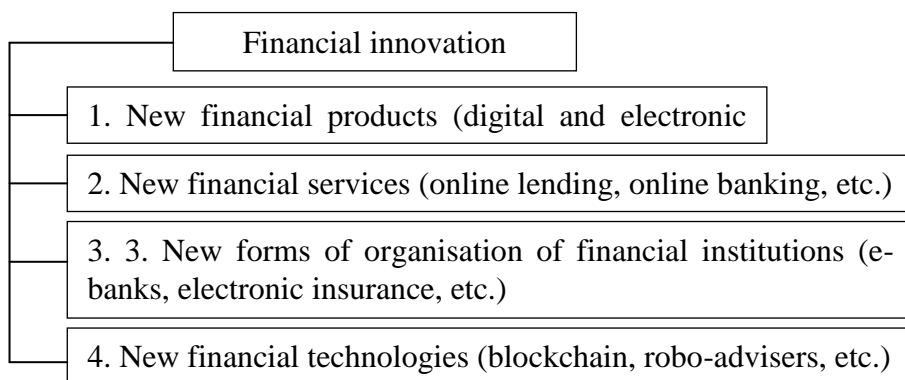 Financial innovation
1. New financial products (digital and electronic
2. New financial services (online lending, online banking, etc.)
3. 3. New forms of organisation of financial institutions (e-
banks, electronic insurance, etc.)
4. New financial technologies (blockchain, robo-advisers, etc.)